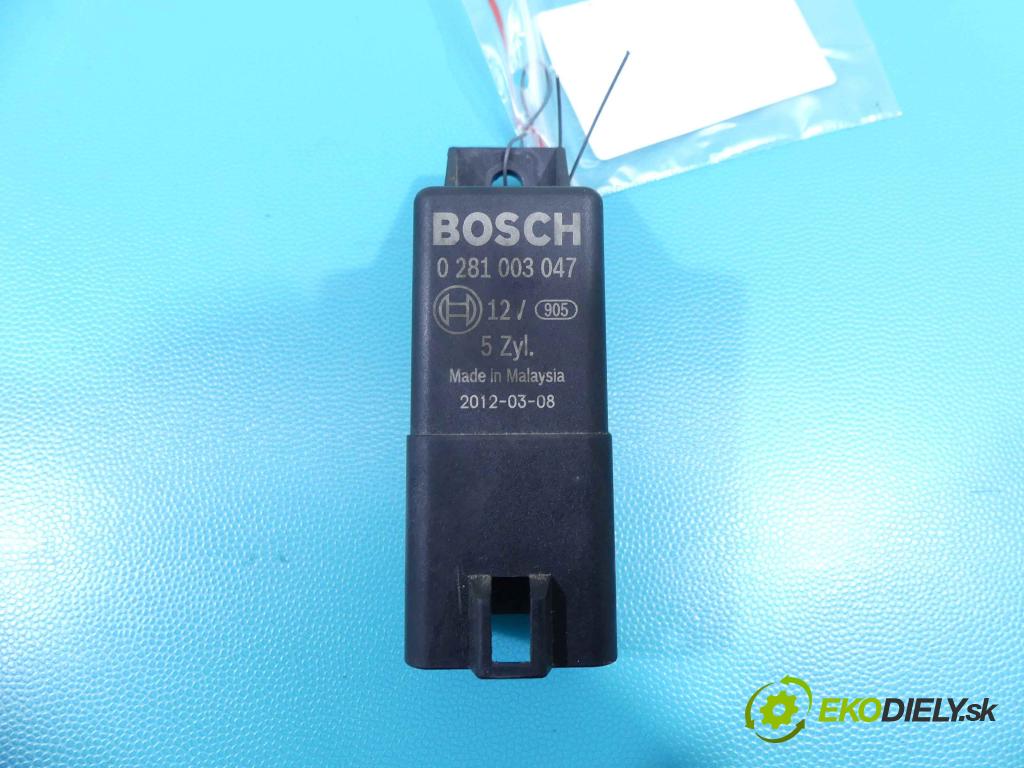 BOSCH
0 281 003 047
12 / 905
5 Zyl.
Made in Malaysia
2012-03-08
EKODIELY.sk